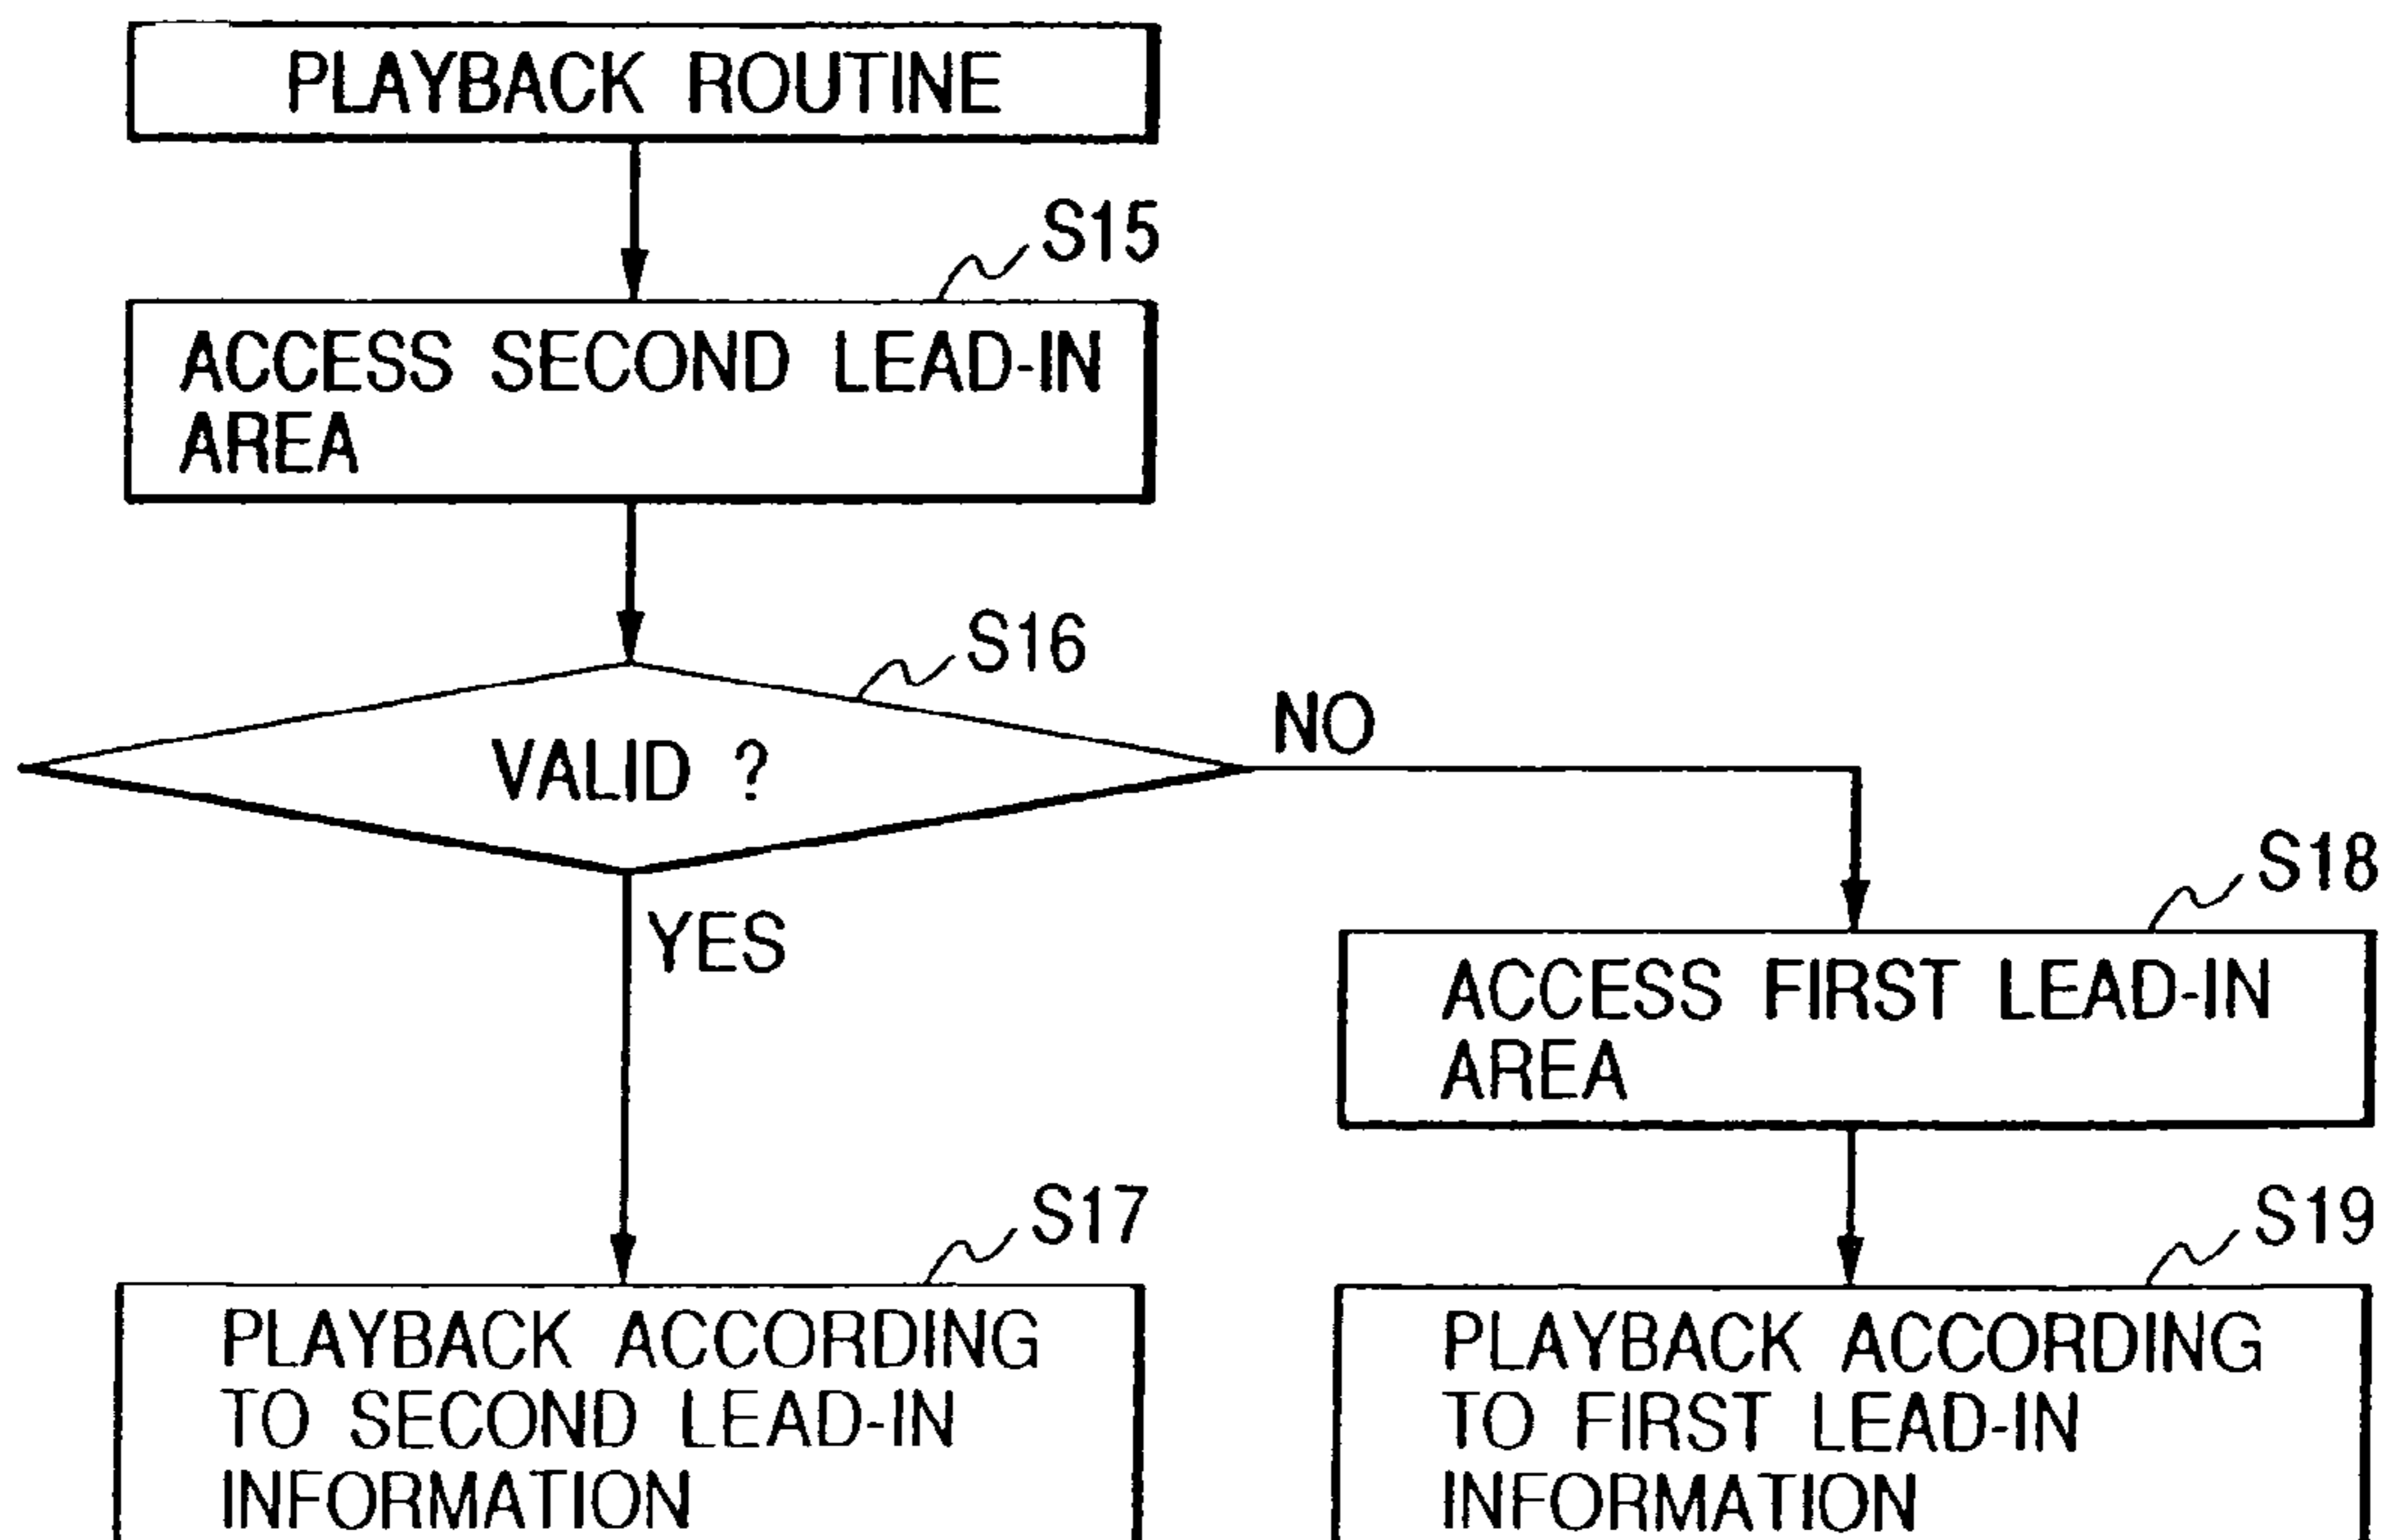 PLAYBACK ROUTINE
S15
ACCESS SECOND LEAD-IN
AREA
S16
VALID ?
NO
YES
S18
ACCESS FIRST LEAD-IN
AREA
S17
PLAYBACK ACCORDING
TO SECOND LEAD-IN
INFORMATION
S19
PLAYBACK ACCORDING
TO FIRST LEAD-IN
INFORMATION